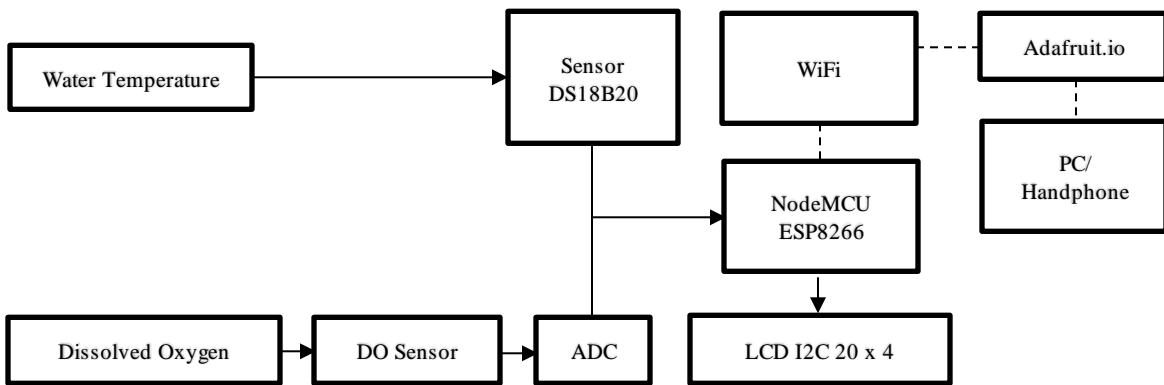 Water Temperature
Sensor
DS18B20
WiFi
Adafruit.io
PC/
Handphone
NodeMCU
ESP8266
Dissolved Oxygen
DO Sensor
ADC
LCD I2C 20 x 4